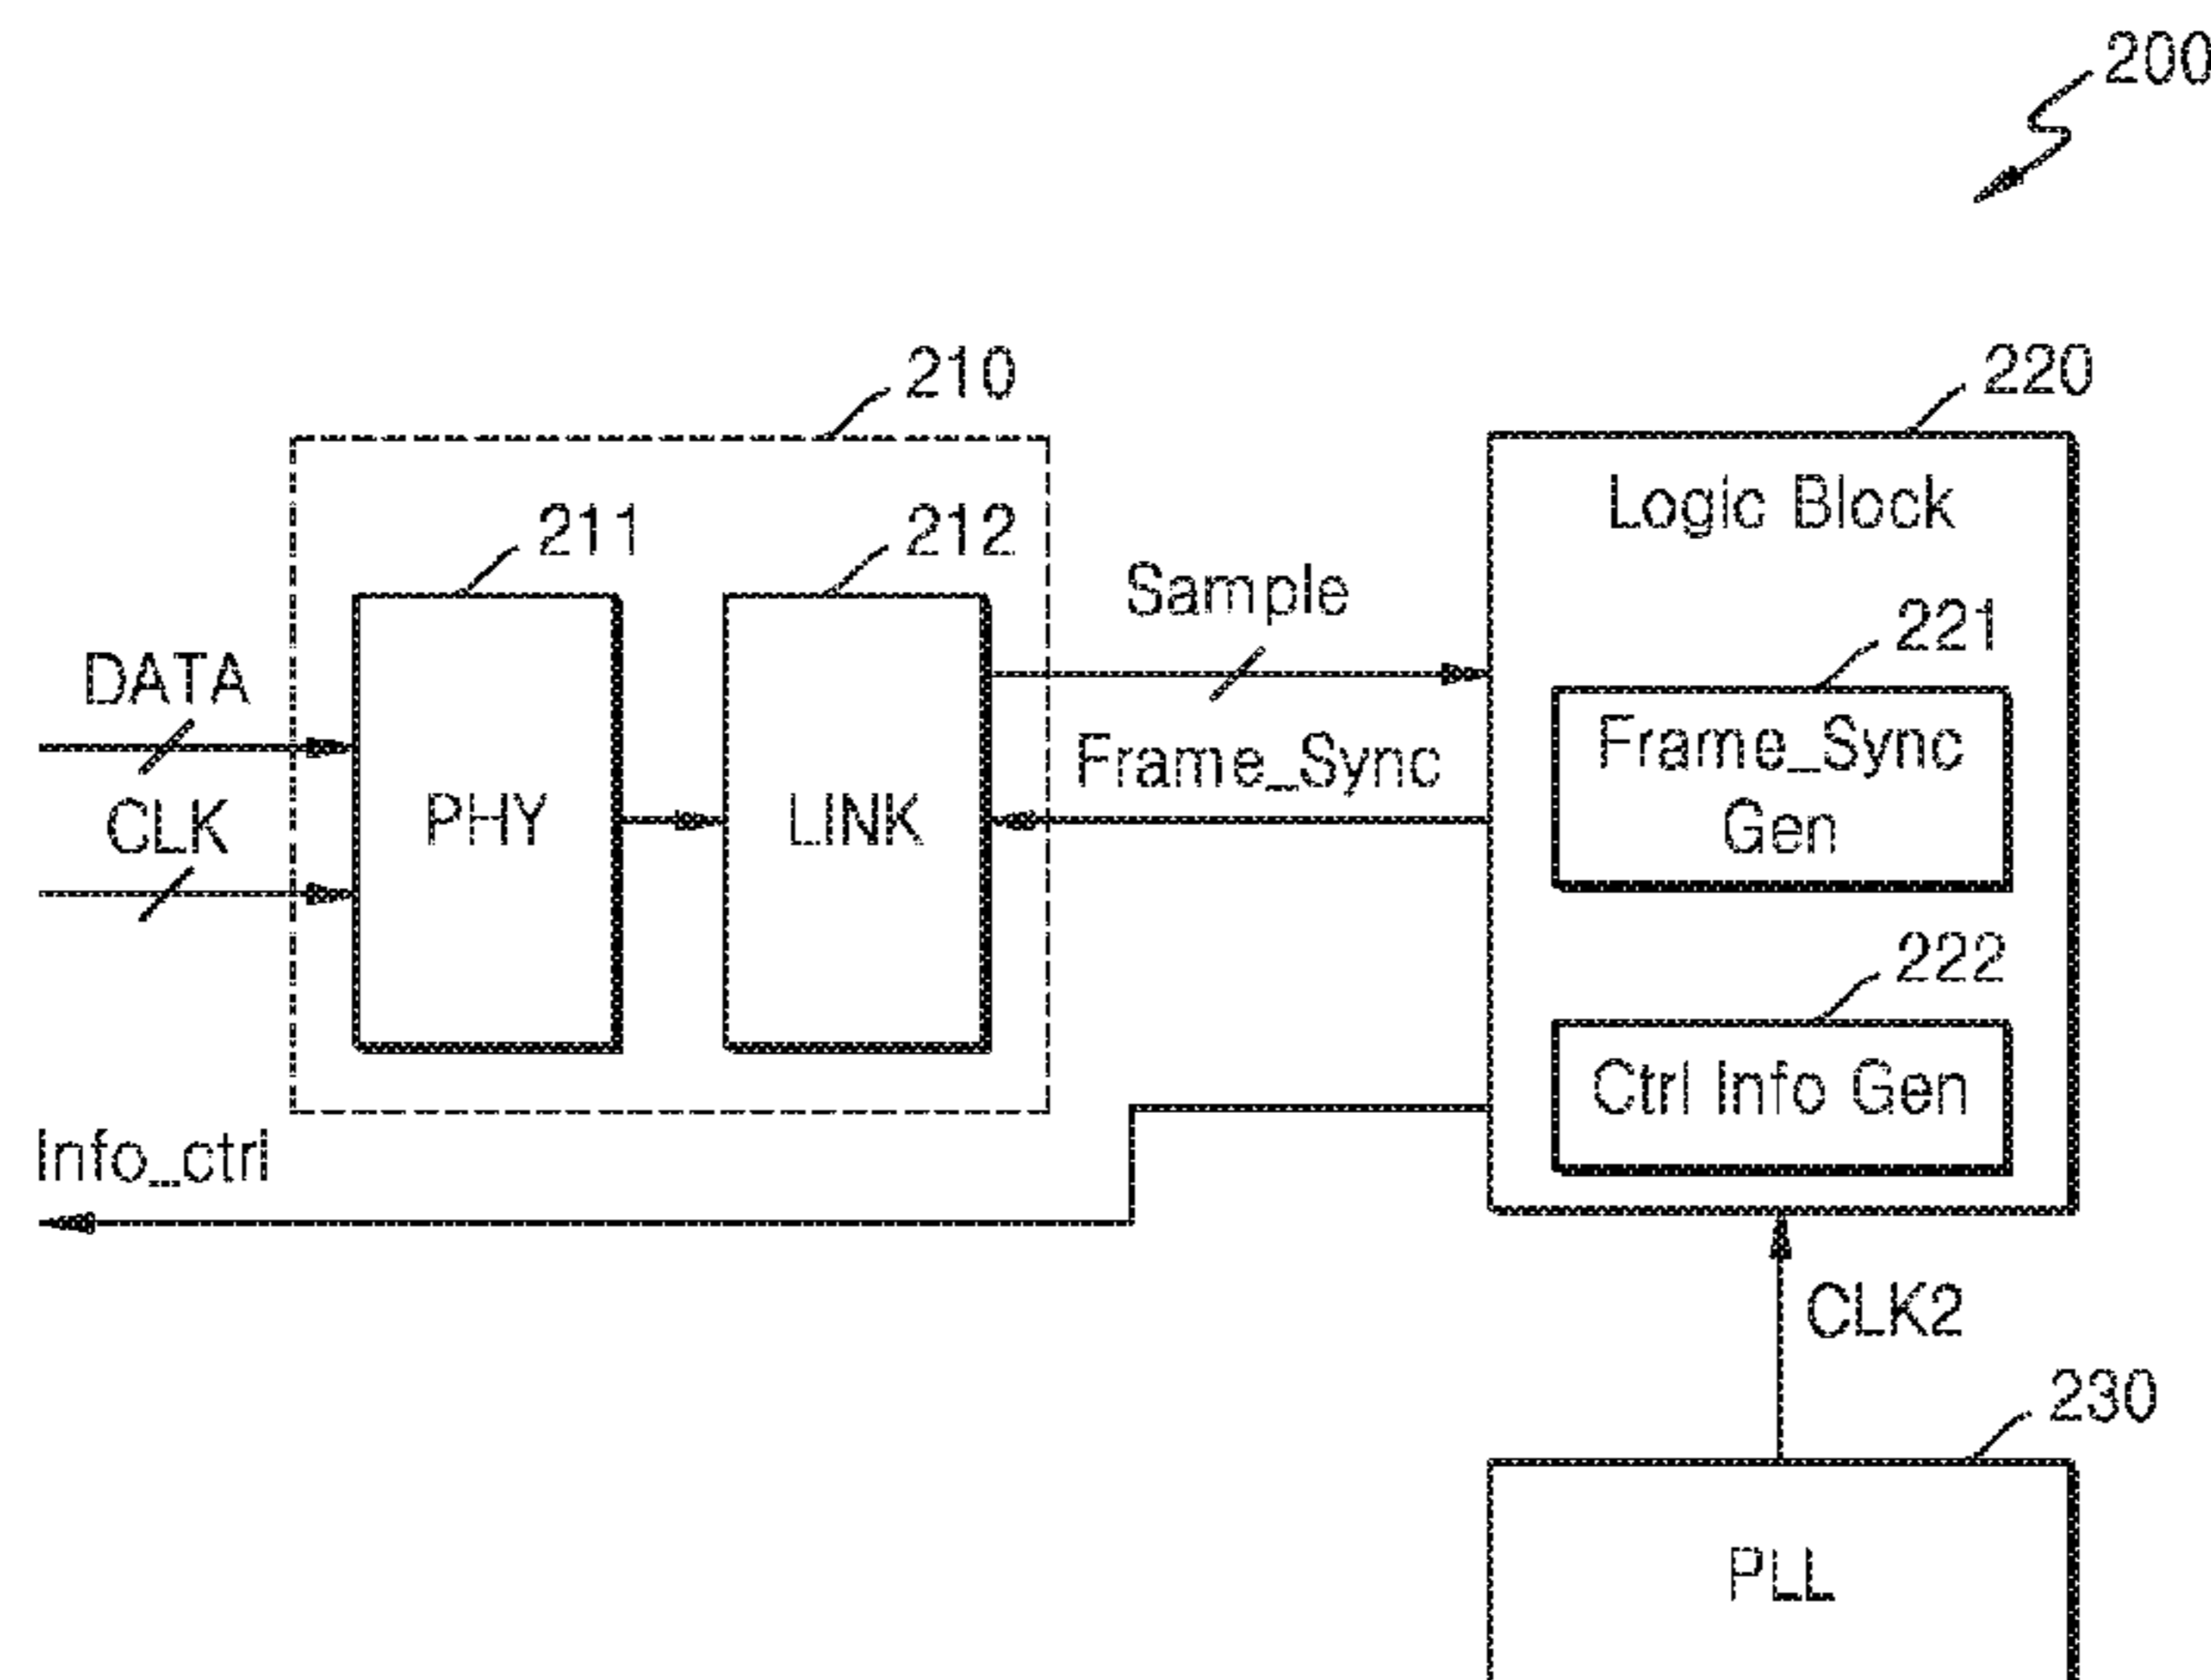 200
210
220
211
212
Logic Block
Sample
221
DATA
Frame_Sync
Frame_Sync
Gen
CLK
PHY
LINK
222
Ctrl Info Gen
Info_ctrl
CLK2
230
PLL